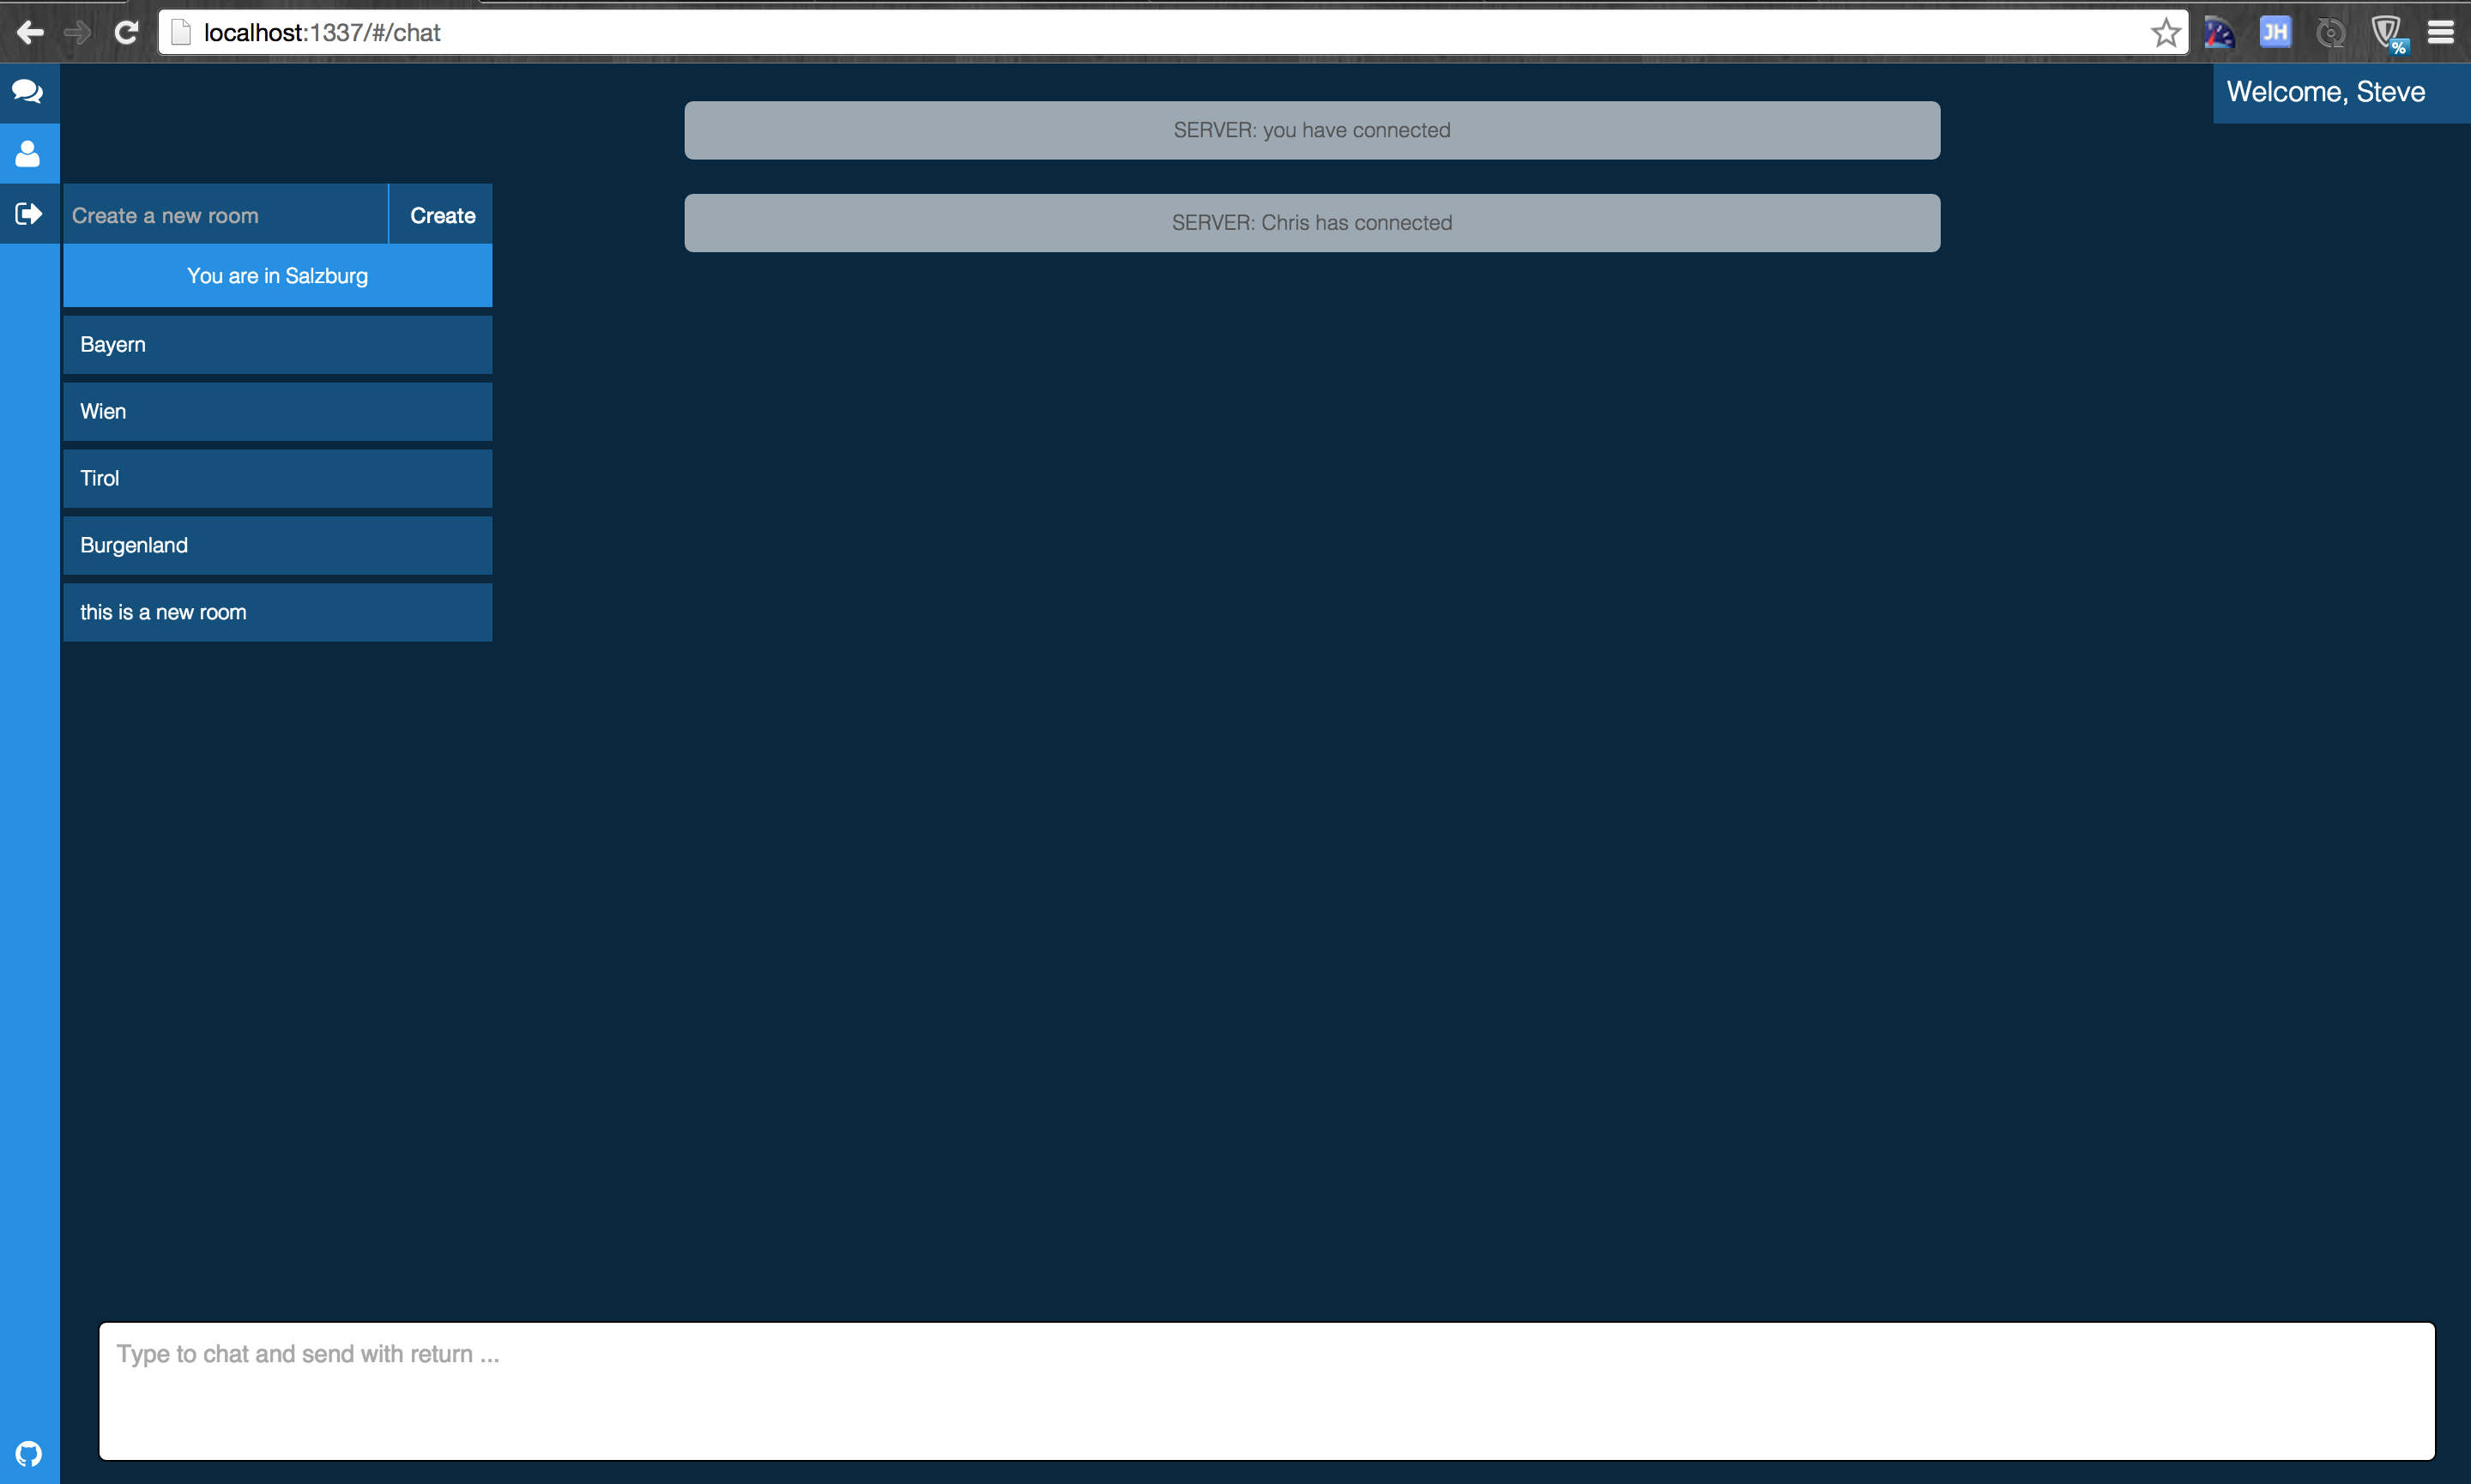 localhost:1337/#/chat
JH
%
Welcome, Steve
SERVER: you have connected
SERVER: Chris has connected
Create a new room
Create
You are in Salzburg
Bayern
Wien
Tirol
Burgenland
this is a new room
Type to chat and send with return ...